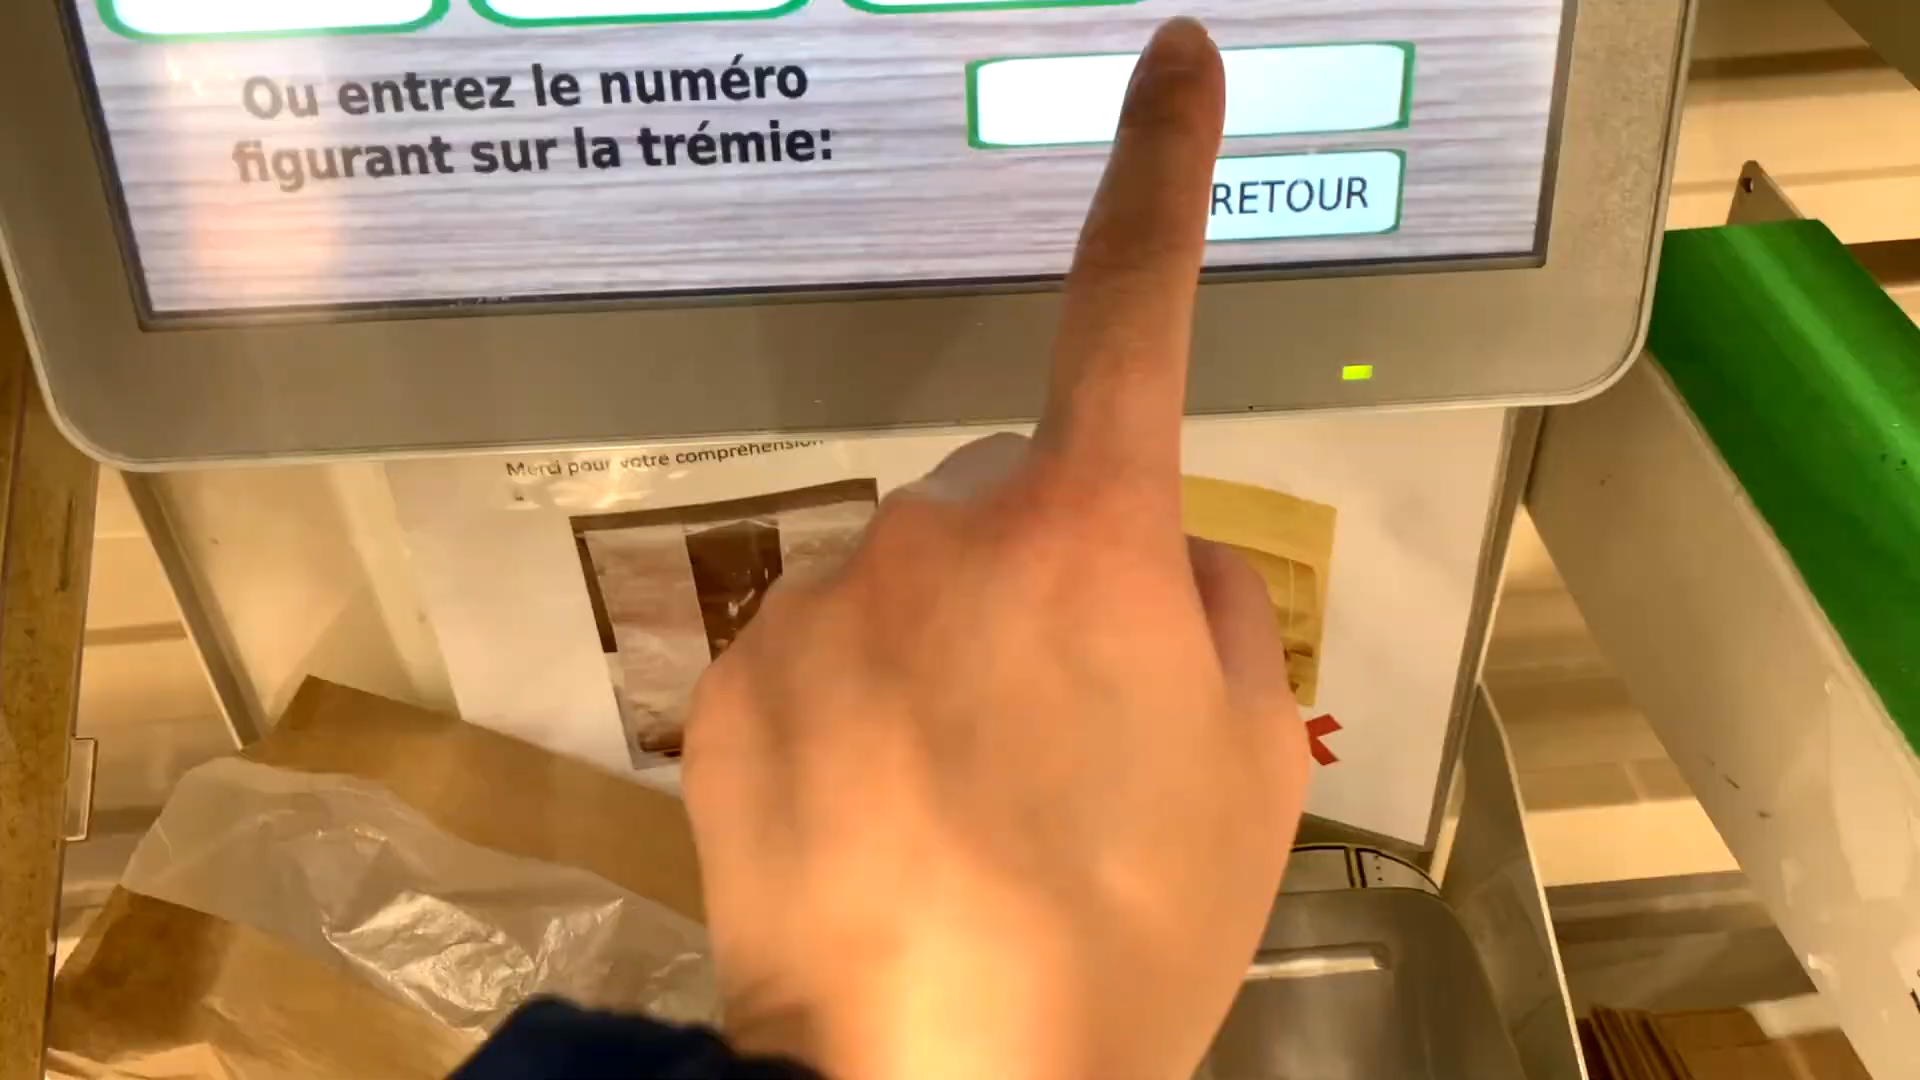 Ou entrez le numéro
figurant sur la trémie:
RETOUR
Merci pour votre compréhension